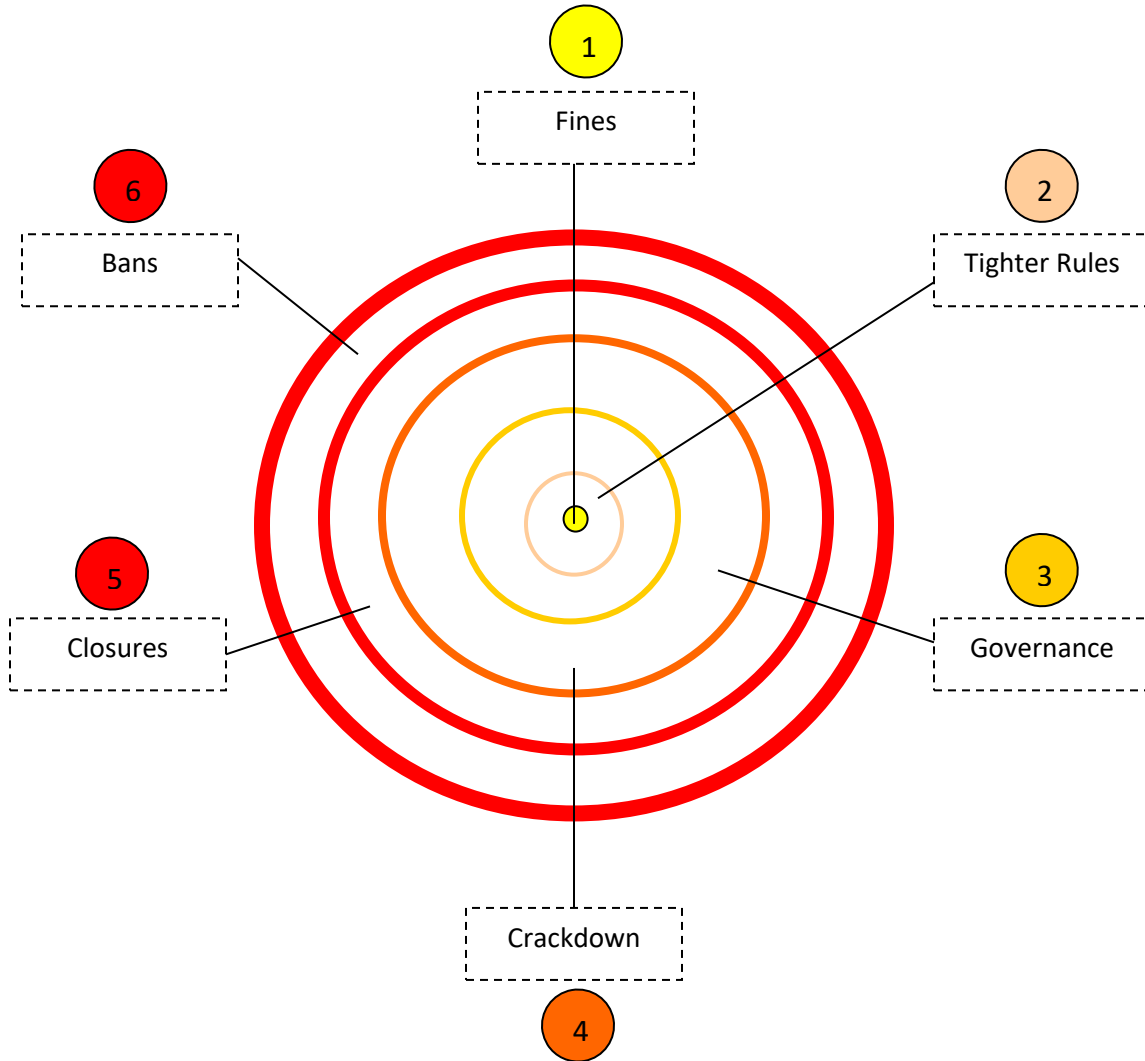 1
Fines
2
Tighter Rules
3
Governance
Crackdown
4
5
Closures
6
Bans